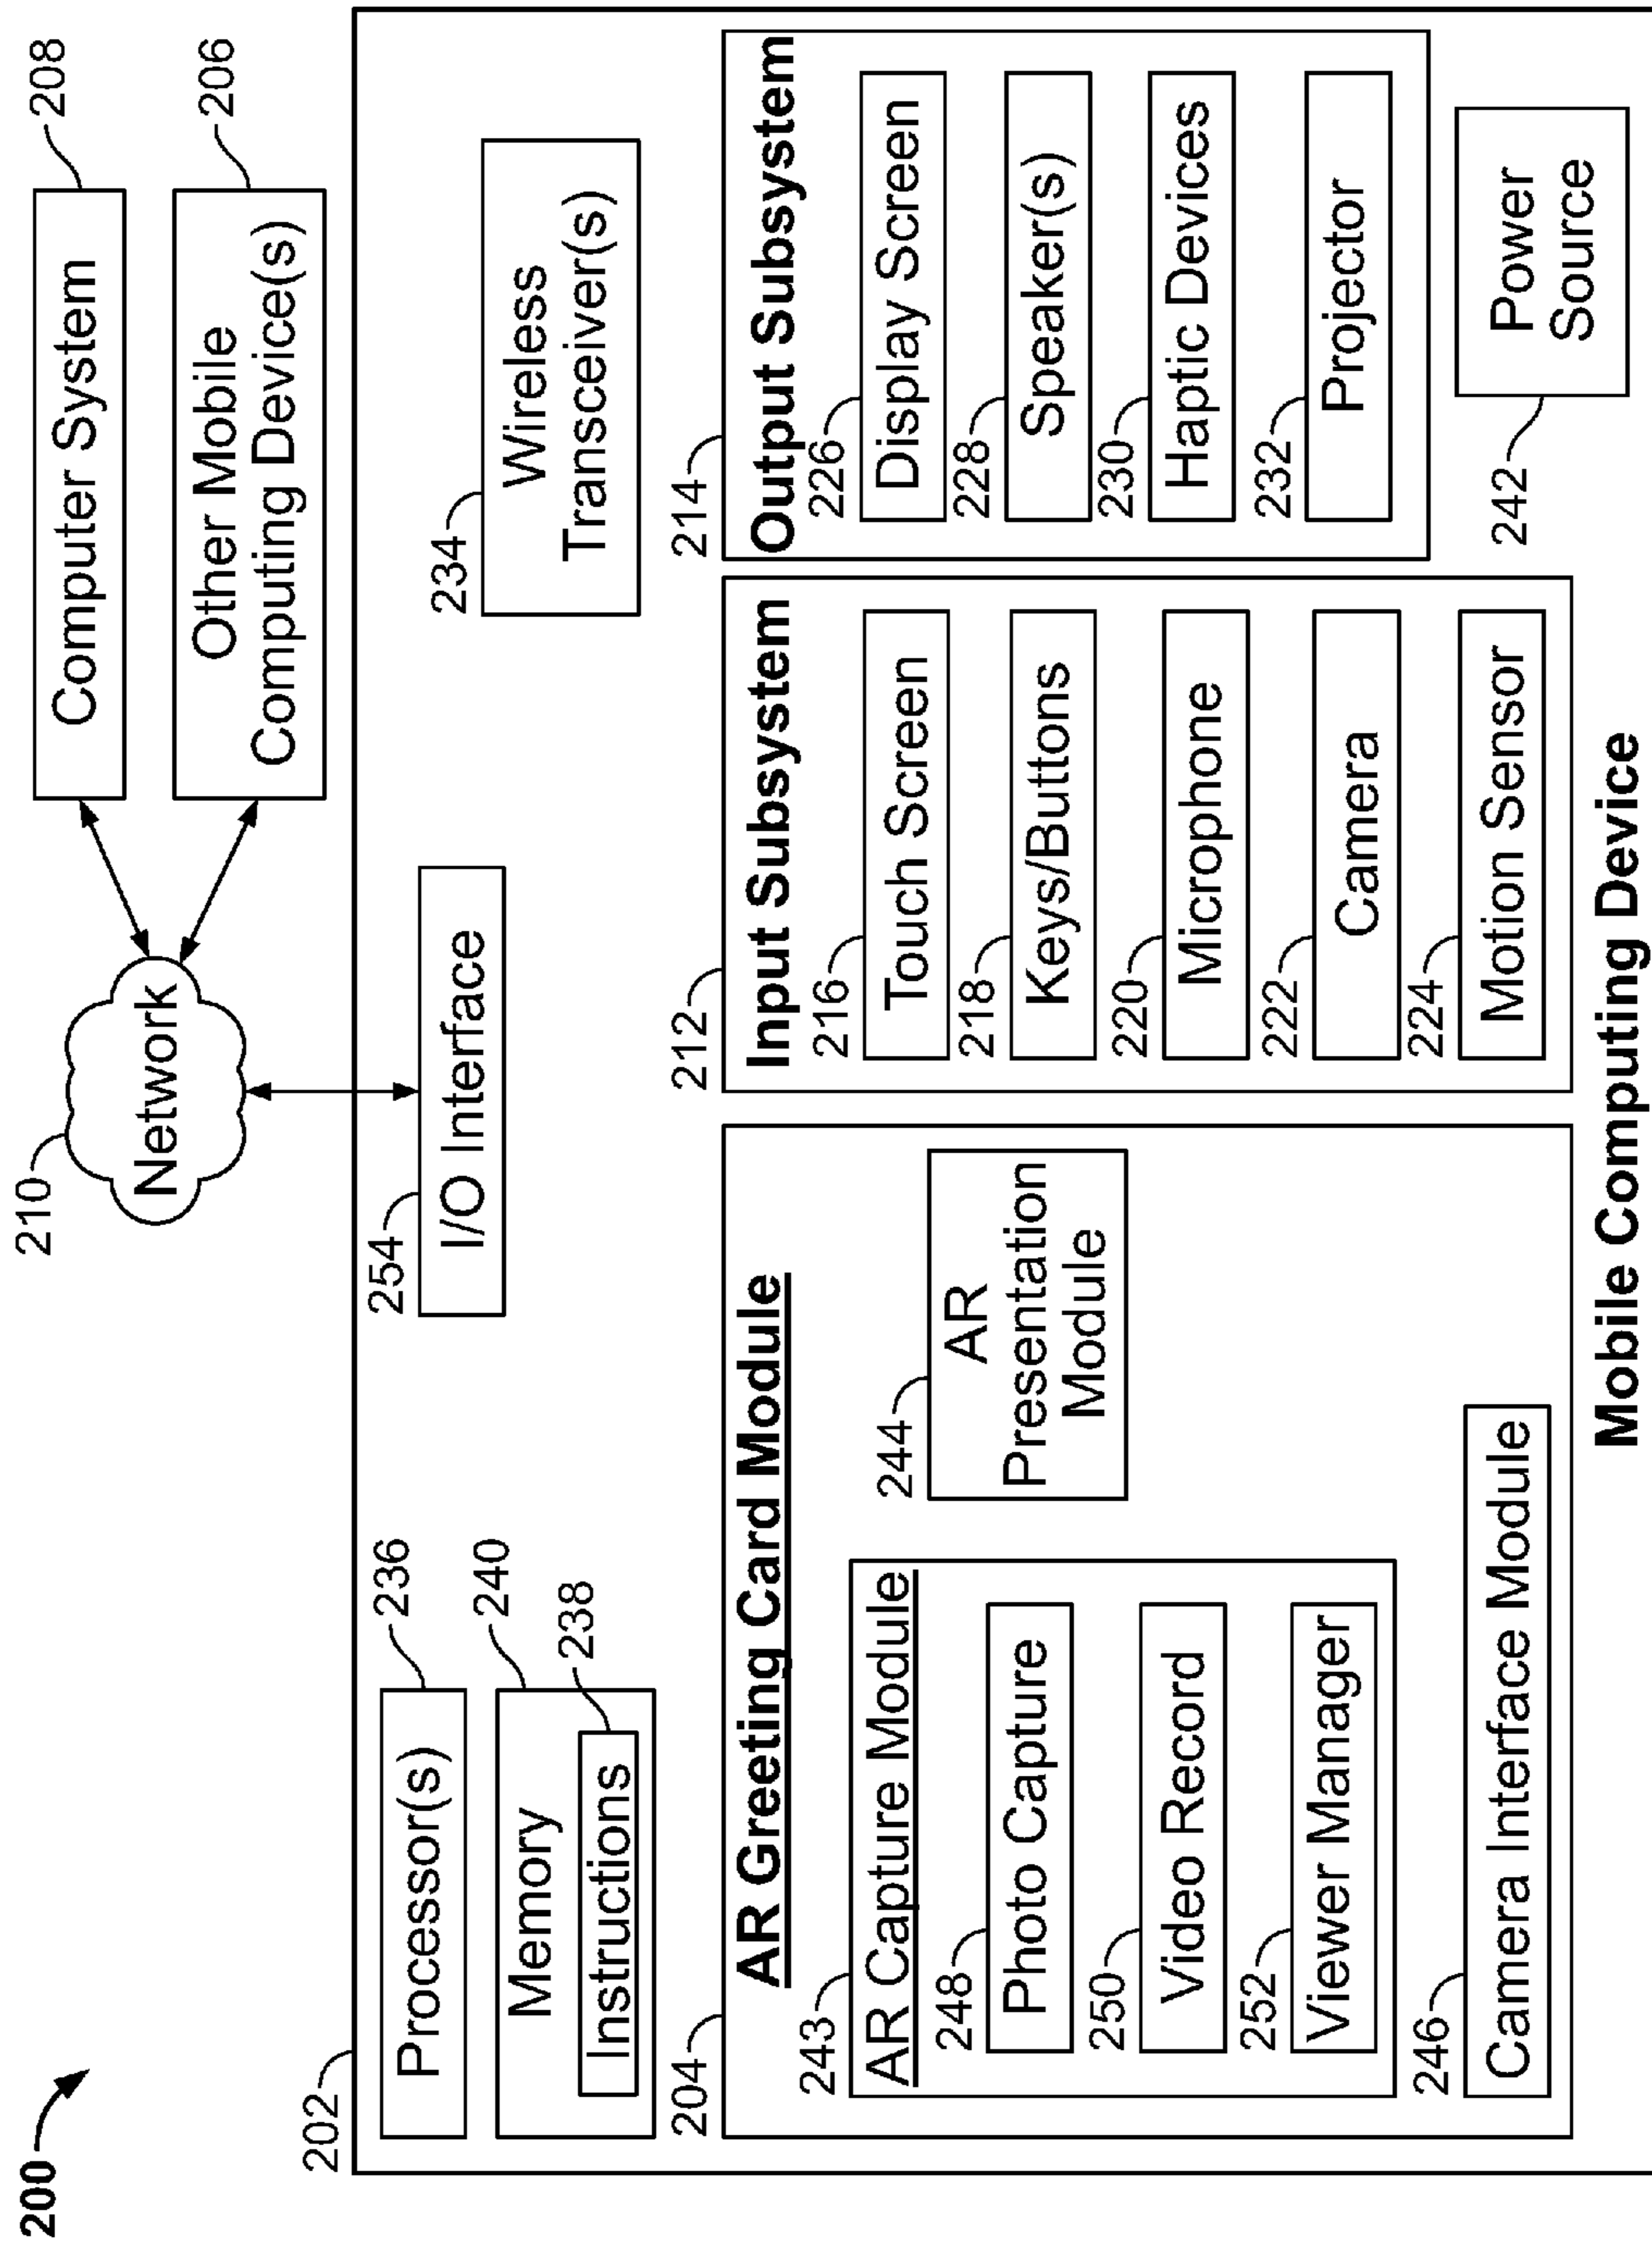 200
210
Network
Computer System
208
Other Mobile
Computing Device(s)
206
202
Processor(s)
236
Memory
240
Instructions
238
254
I/O Interface
234
Wireless
Transceiver(s)
204
AR Greeting Card Module
243
AR Capture Module
248
Photo Capture
250
Video Record
252
Viewer Manager
244
AR
Presentation
Module
246
Camera Interface Module
212
Input Subsystem
216
Touch Screen
218
Keys/Buttons
220
Microphone
222
Camera
224
Motion Sensor
214
Output Subsystem
226
Display Screen
228
Speaker(s)
230
Haptic Devices
232
Projector
242
Power
Source
Mobile Computing Device